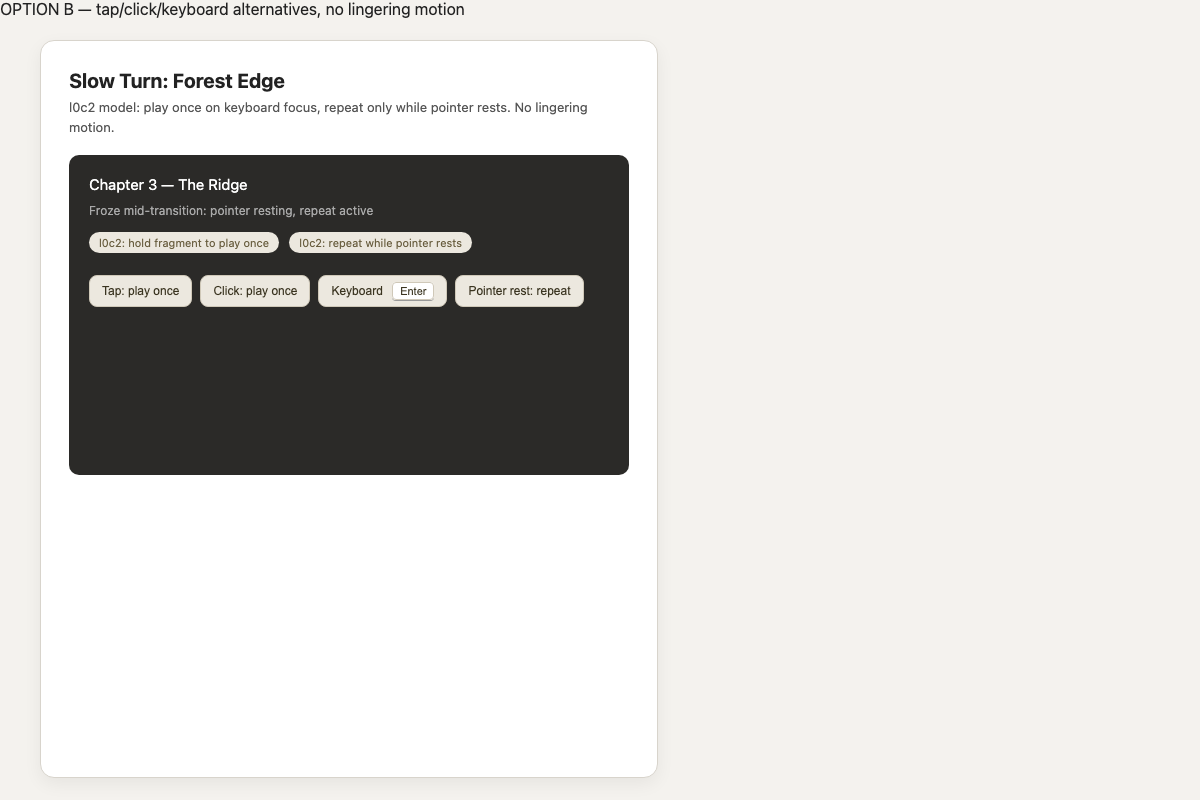 OPTION B — tap/click/keyboard alternatives, no lingering motion
Slow Turn: Forest Edge
l0c2 model: play once on keyboard focus, repeat only while pointer rests. No lingering
motion.
Chapter 3 — The Ridge
Froze mid-transition: pointer resting, repeat active
l0c2: hold fragment to play once
l0c2: repeat while pointer rests
Tap: play once
Click: play once
Keyboard Enter
Pointer rest: repeat